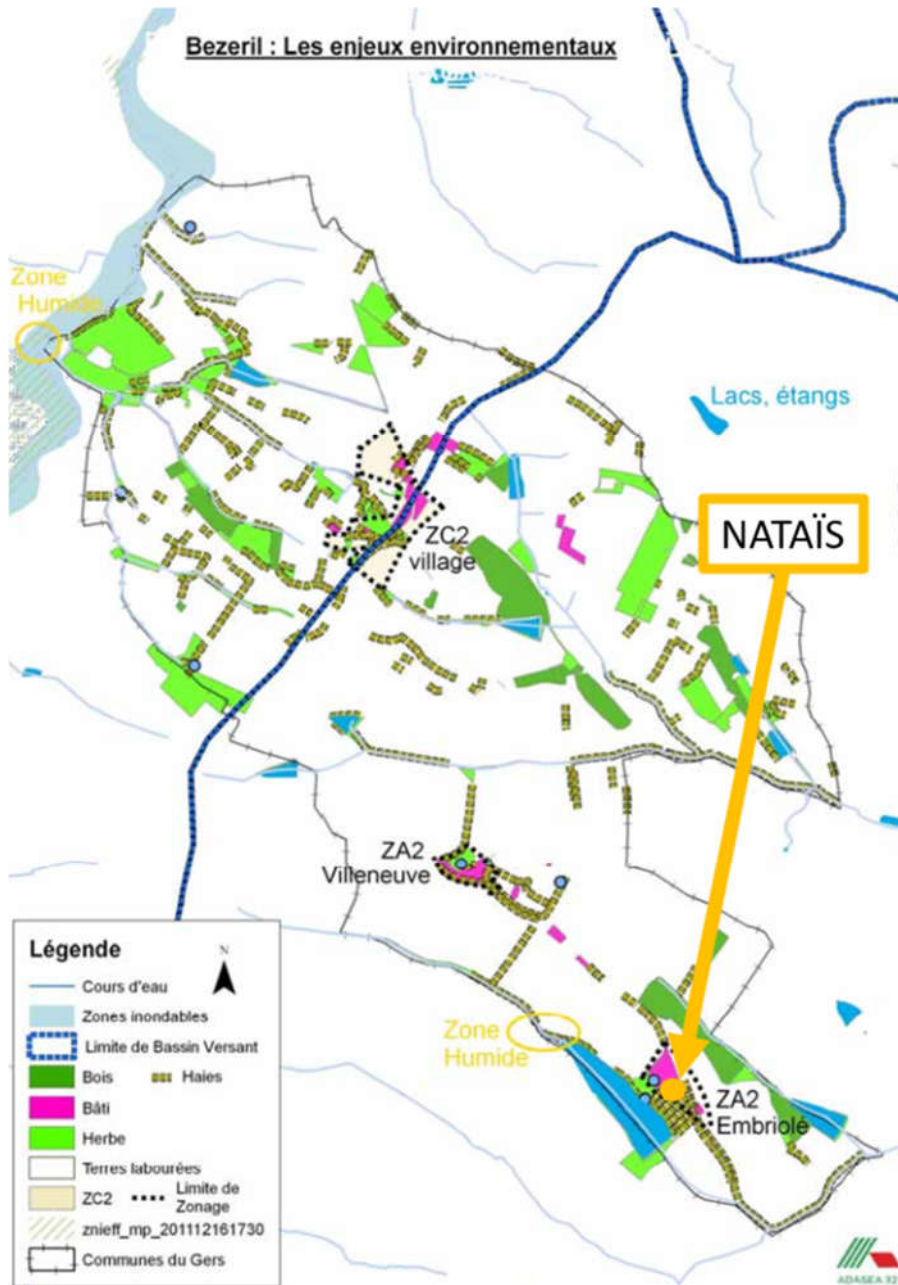 Bezeril : Les enjeux environnementaux
Zone
Humide
Lacs, étangs
NATAÏS
ZC2
village
ZA2
Villeneuve
Zone
Humide
ZA2
Embriolé
Légende
N
Cours d'eau
Zones inondables
Limite de Bassin Versant
Bois Haies
Bâti
Herbe
Terres labourées
ZC2 Limite de
Zonage
znieff_mp_201112161730
Communes du Gers
ADASEA 32